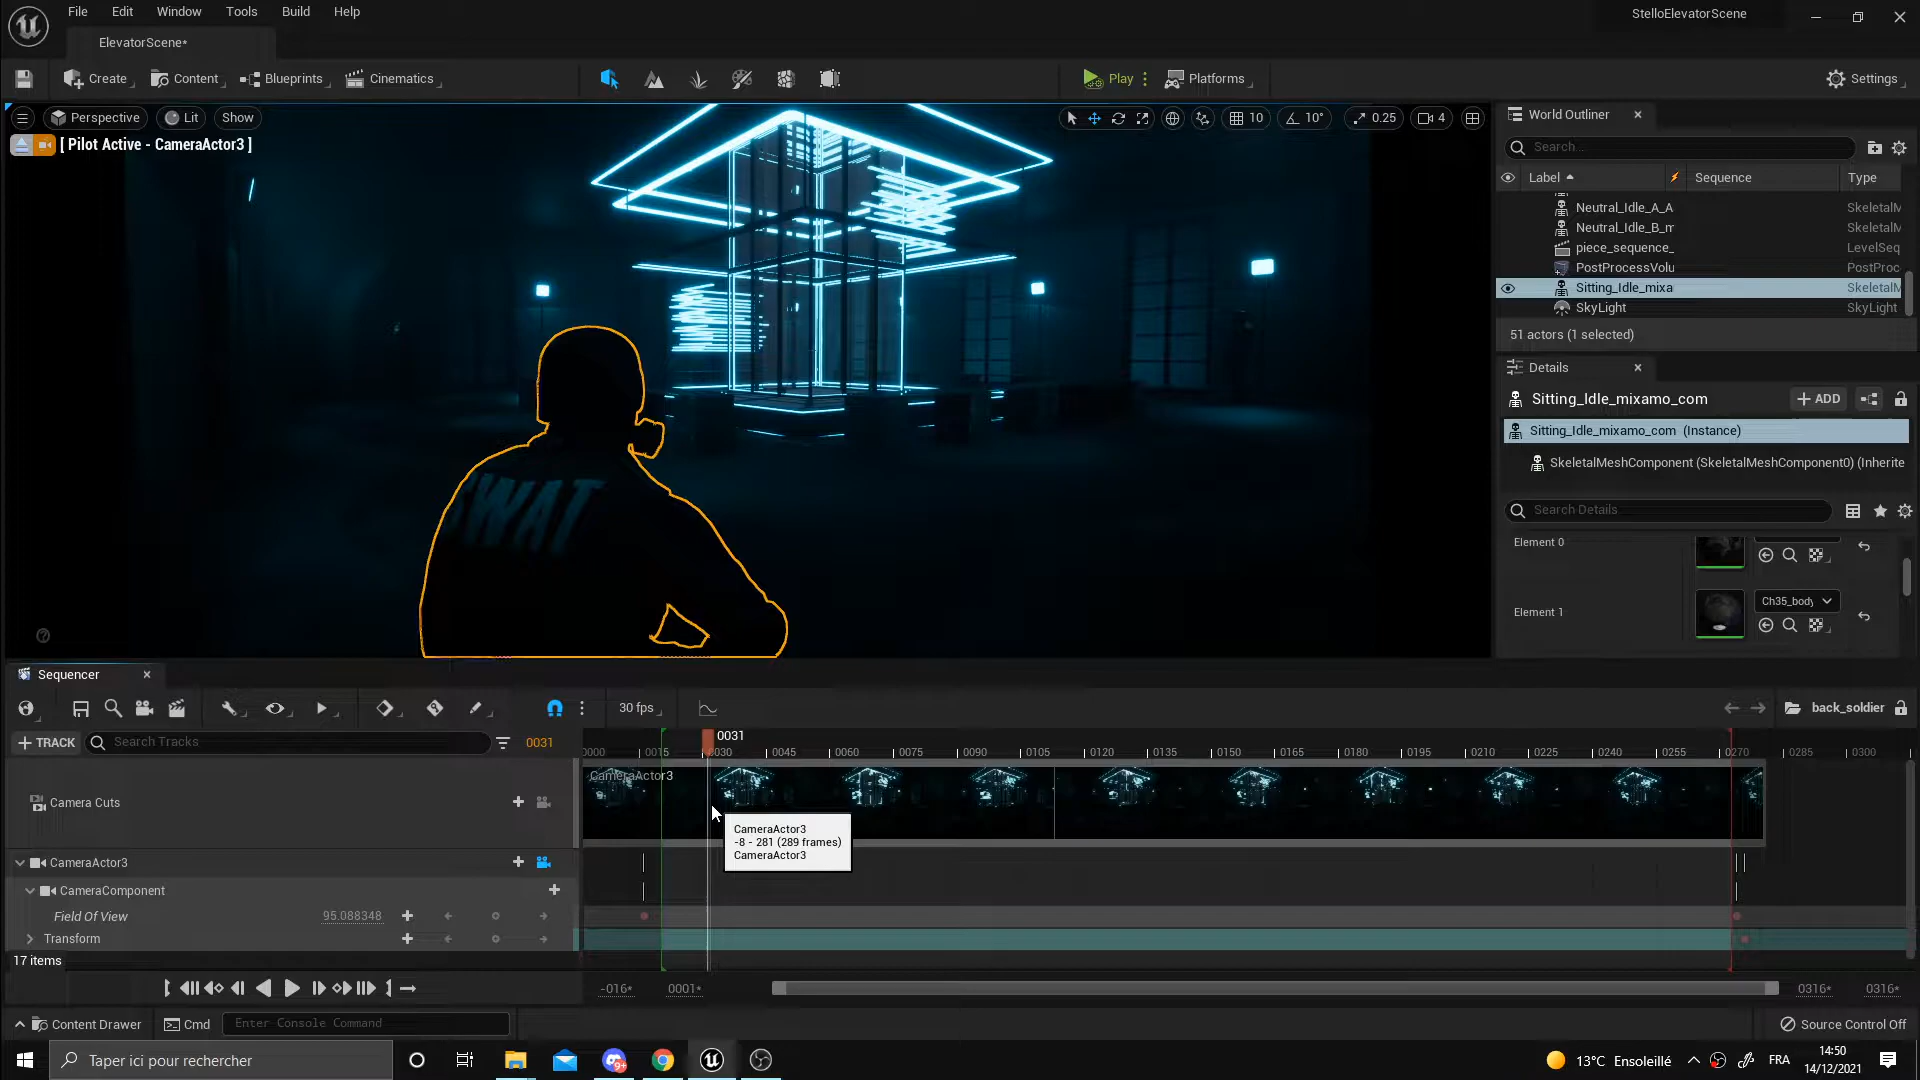 File Edit Window Tools Build Help
StelloElevatorScene
ElevatorScene*
Create Content Blueprints Cinematics Play Platforms Settings
Perspective Lit Show 10 10° 0.25 4
[ Pilot Active - CameraActor3 ]
World Outliner
Search...
Label Sequence Type
Neutral_Idle_A_A SkeletalM
Neutral_Idle_B_m SkeletalM
piece_sequence_ LevelSeq
PostProcessVolu PostProc
Sitting_Idle_mixa SkeletalM
SkyLight SkyLight
51 actors (1 selected)
Details
Sitting_Idle_mixamo_com ADD
Sitting_Idle_mixamo_com (Instance)
SkeletalMeshComponent (SkeletalMeshComponent0) (Inherite
Search Details
Element 0
Element 1 Ch35_body
SWAT
Sequencer
30 fps back_soldier
TRACK Search Tracks 0031
0031
0000 0015 0030 0045 0060 0075 0090 0105 0120 0135 0150 0165 0180 0195 0210 0225 0240 0255 0270 0285 0300
CameraActor3
Camera Cuts
CameraActor3
-8 - 281 (289 frames)
CameraActor3
CameraActor3
CameraComponent
Field Of View 95.088348
Transform
17 items
-016* 0001* 0316* 0316*
Content Drawer Cmd Enter Console Command Source Control Off
Taper ici pour rechercher 9+ 13°C Ensoleillé FRA 14:50
14/12/2021